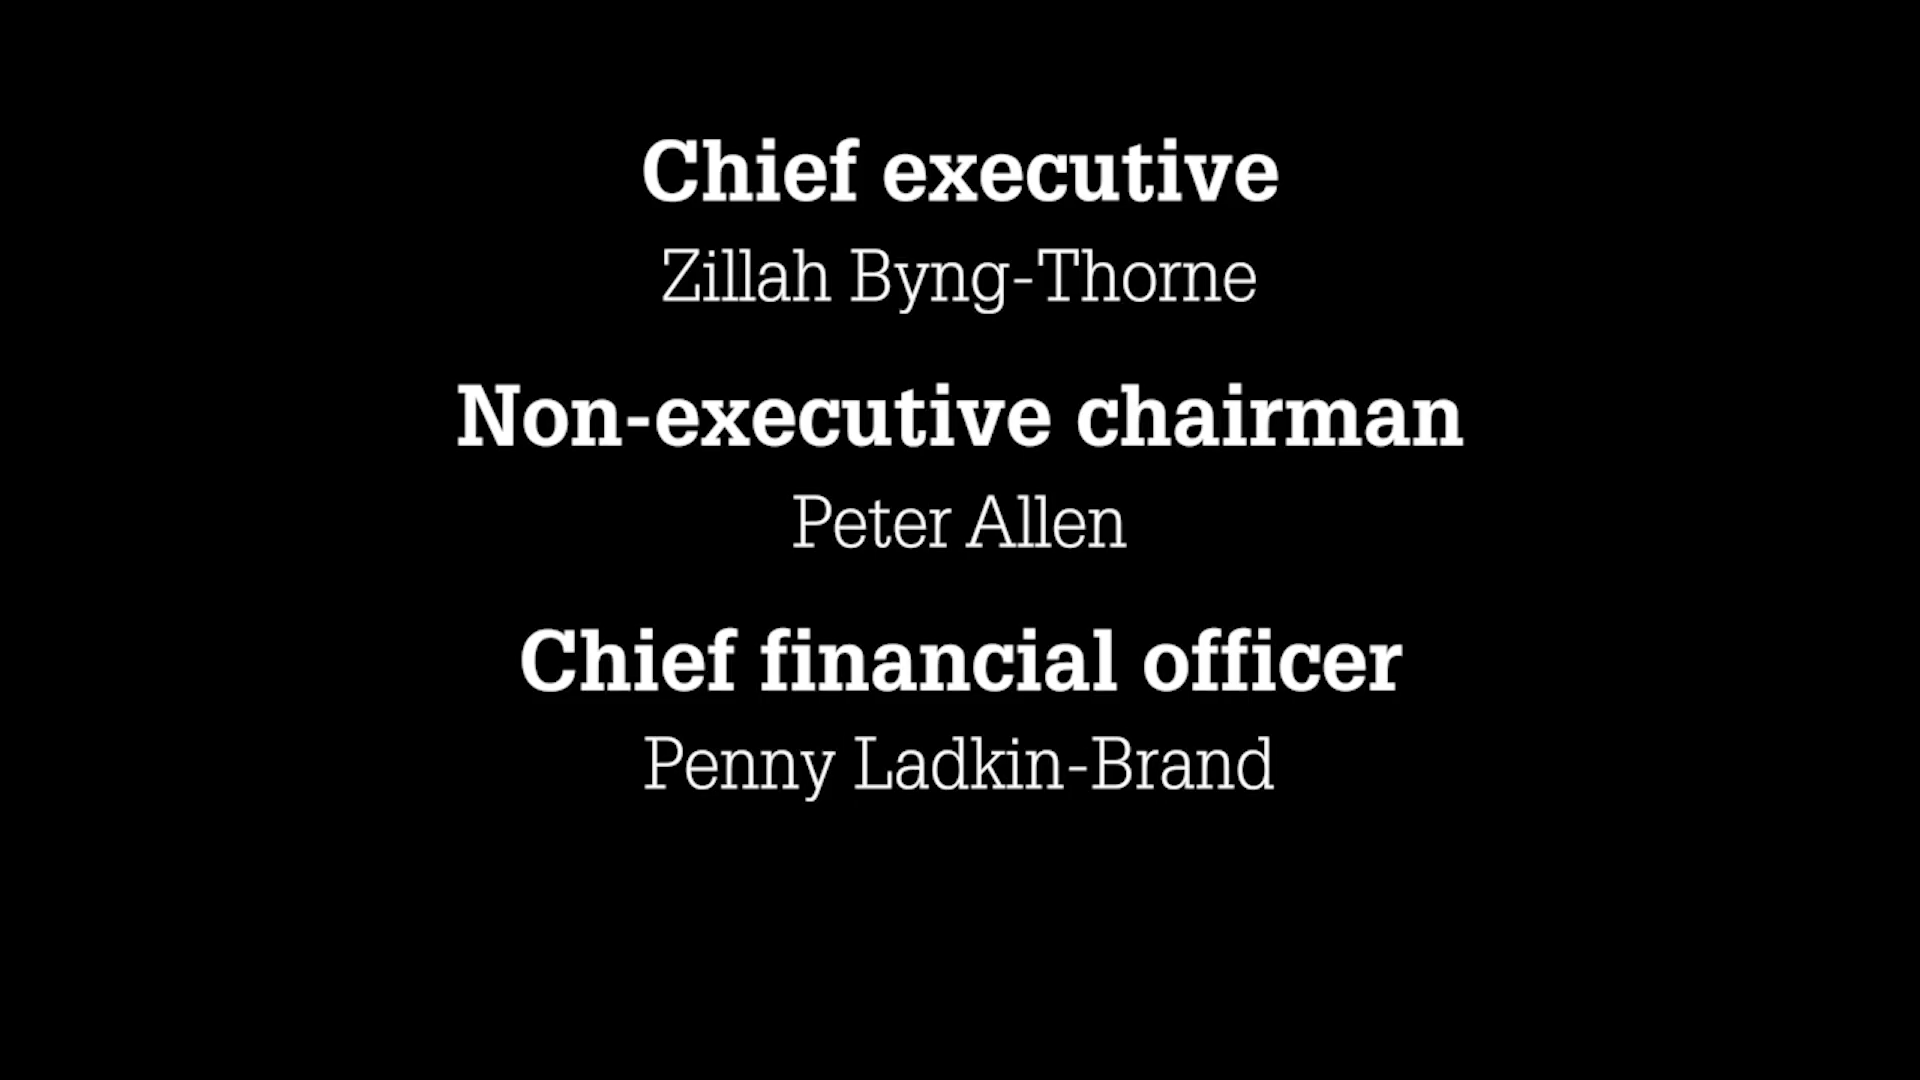 Chief executive
Zillah Byng-Thorne
Non-executive chairman
Peter Allen
Chief financial officer
Penny Ladkin-Brand